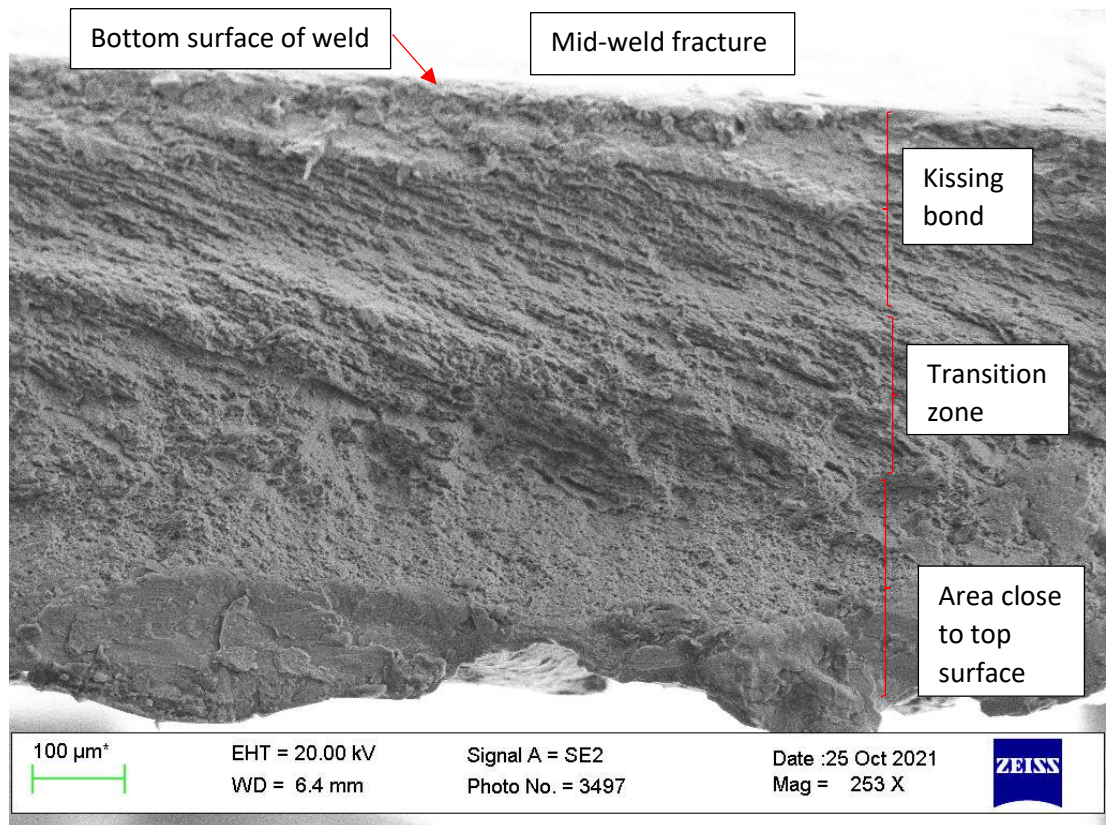 Bottom surface of weld
Mid-weld fracture
Kissing
bond
Transition
zone
Area close
to top
surface
100 µm*
EHT = 20.00 kV
Signal A = SE2
Date :25 Oct 2021
WD = 6.4 mm
Photo No. = 3497
Mag = 253 X
ZEISS